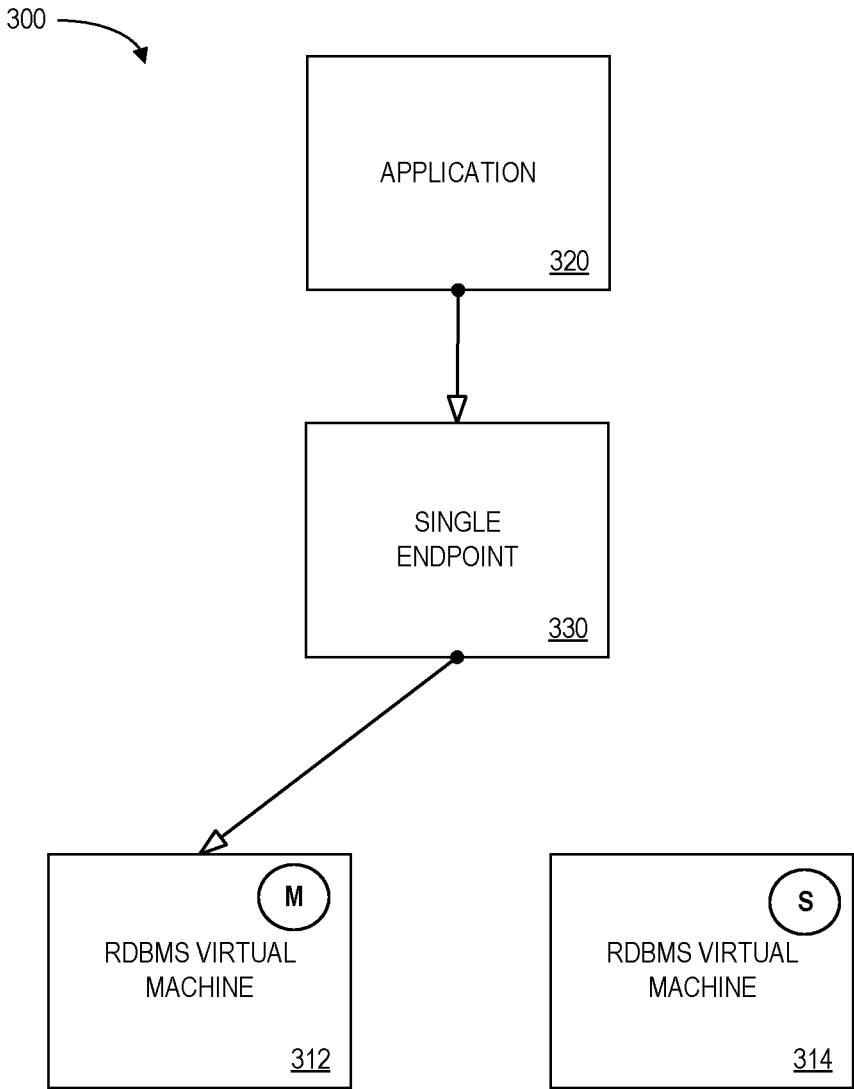 300
APPLICATION
320
SINGLE
ENDPOINT
330
M
RDBMS VIRTUAL
MACHINE
312
S
RDBMS VIRTUAL
MACHINE
314